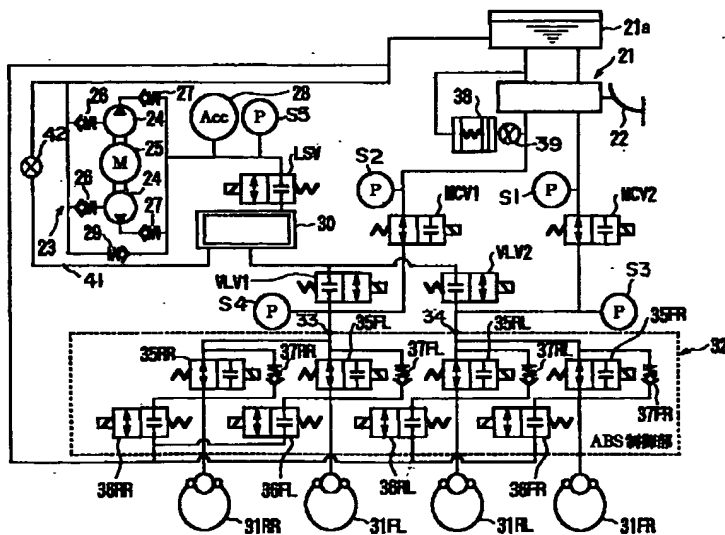 21a
21
22
26
27
24
28
Acc
P
S5
38
39
42
25
M
LSV
S2
P
MCV1
S1
P
MCV2
26
24
27
23
29
30
41
VLV1
VLV2
S3
S4
P
P
33
34
35FL
35RL
35FR
32
35RR
37RR
37FL
37RL
37FR
ABS制御部
36RR
36FL
36RL
36FR
31RR
31FL
31RL
31FR